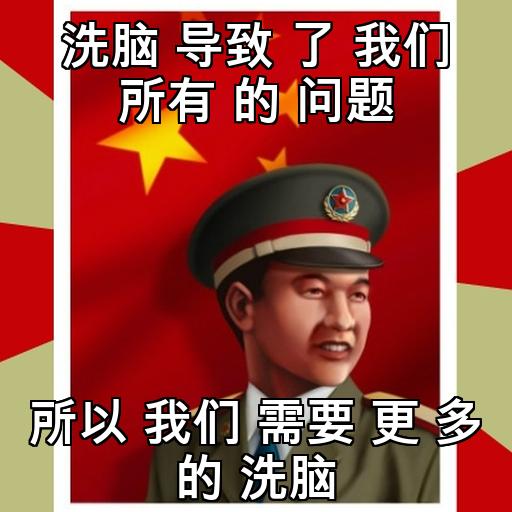 洗脑 导致 了 我们
所有 的 问题
所以 我们 需要 更 多
的 洗脑